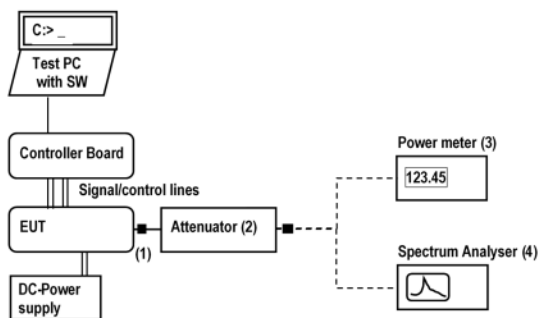 C:> _
Test PC
with SW
Controller Board
Signal/control lines
EUT
(1)
Attenuator (2)
DC-Power
supply
Power meter (3)
123.45
Spectrum Analyser (4)